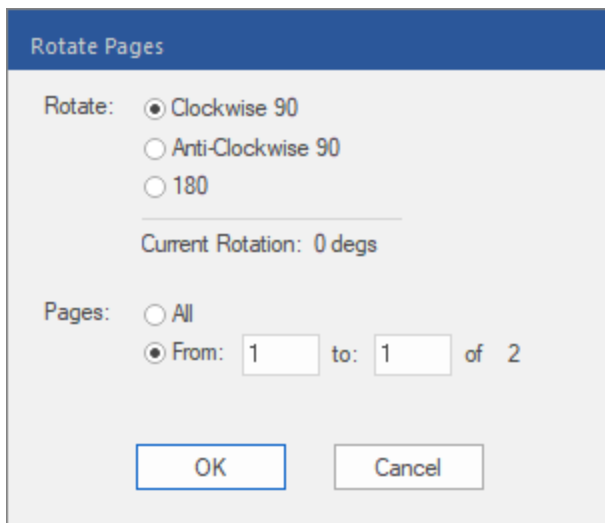 Rotate Pages
Rotate: Clockwise 90
Anti-Clockwise 90
180
Current Rotation: 0 degs
Pages: All
From: 1 to: 1 of 2
OK Cancel